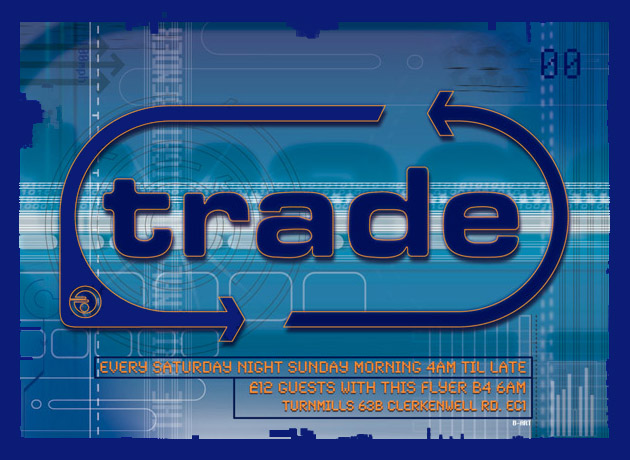 00
trade
EVERY SATURDAY NIGHT SUNDAY MORNING 4AM TIL LATE
£12 GUESTS WITH THIS FLYER B4 6AM
TURNMILLS 63B CLERKENWELL RD. EC1